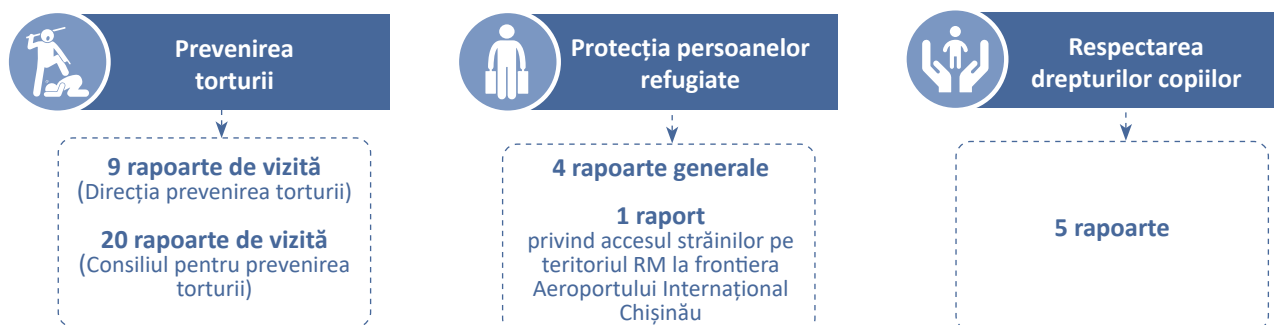 Prevenirea
torturii
9 rapoarte de vizită
(Direcția prevenirea torturii)
20 rapoarte de vizită
(Consiliul pentru prevenirea
torturii)
Protecția persoanelor
refugiate
4 rapoarte generale
1 raport
privind accesul străinilor pe
teritoriul RM la frontiera
Aeroportului Internațional
Chișinău
Respectarea
drepturilor copiilor
5 rapoarte